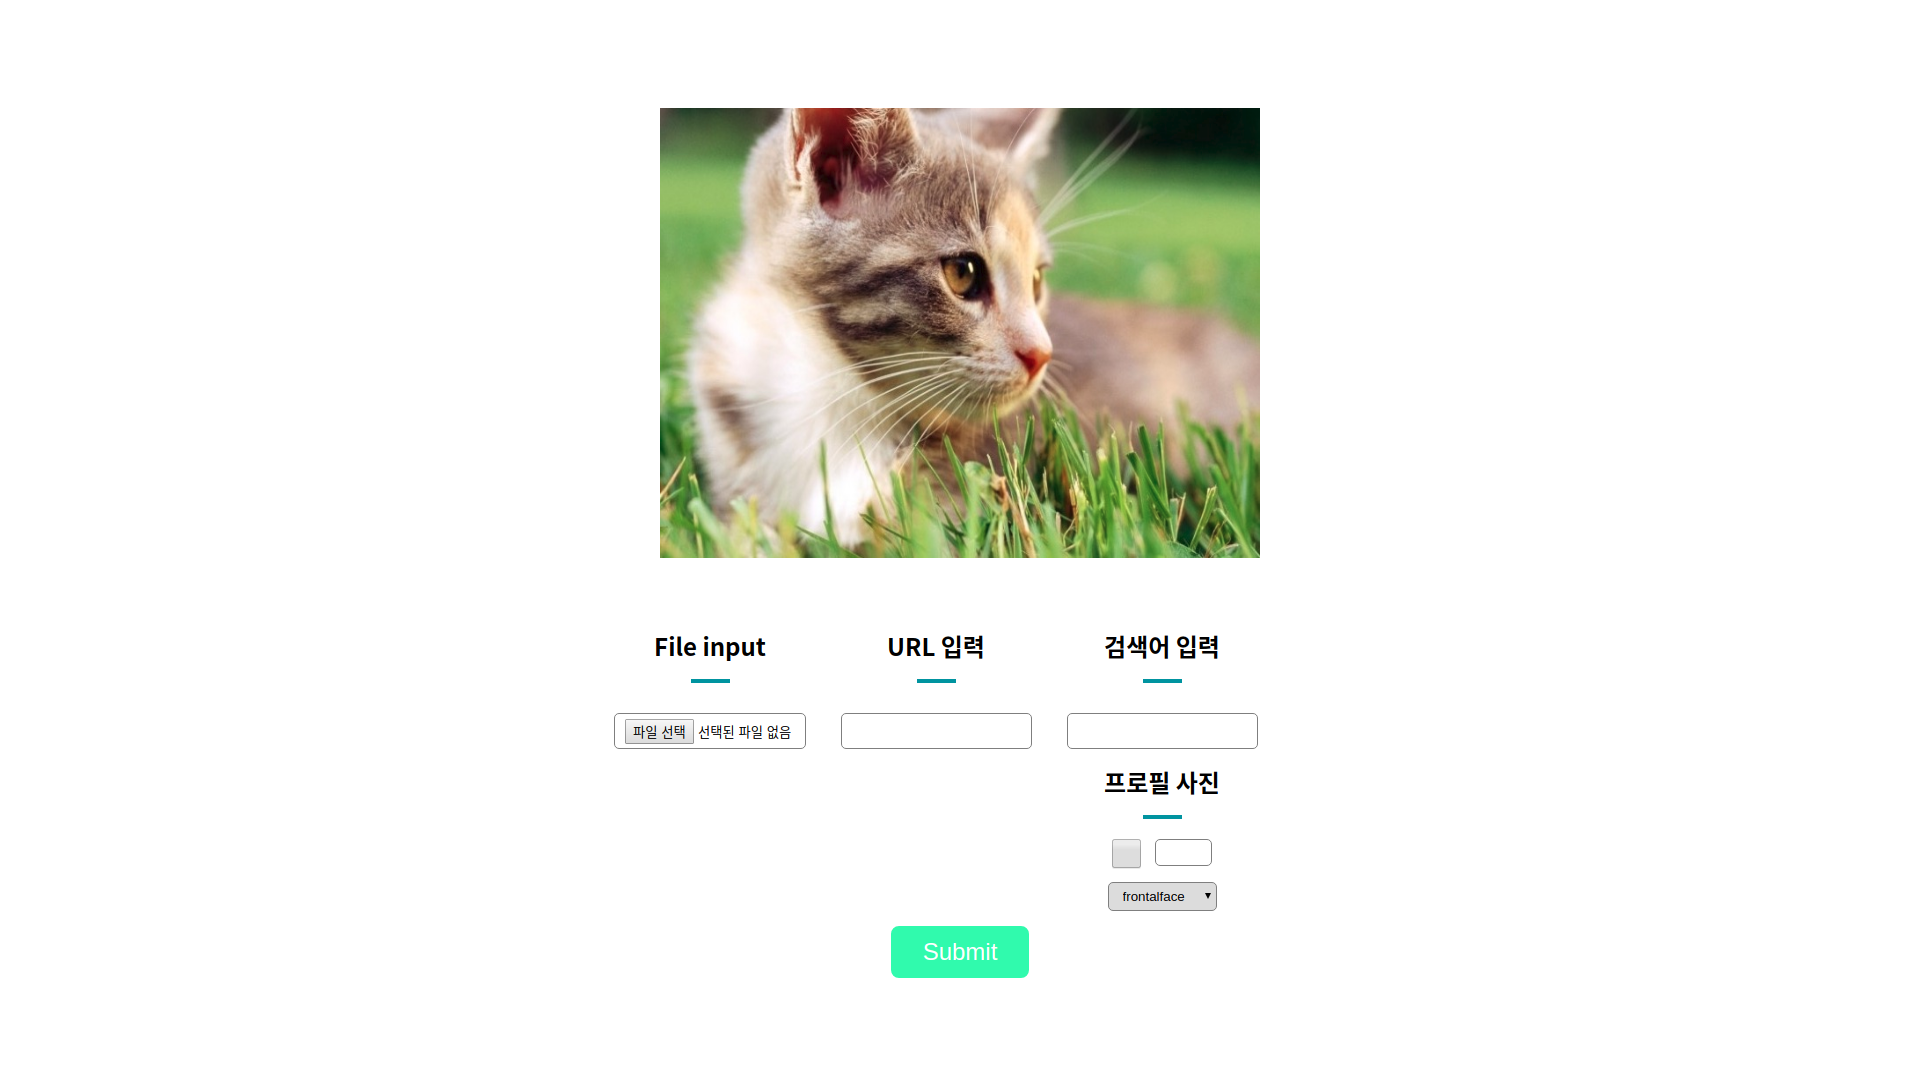 File input
URL 입력
검색어 입력
파일 선택 선택된 파일 없음
프로필 사진
frontalface
Submit